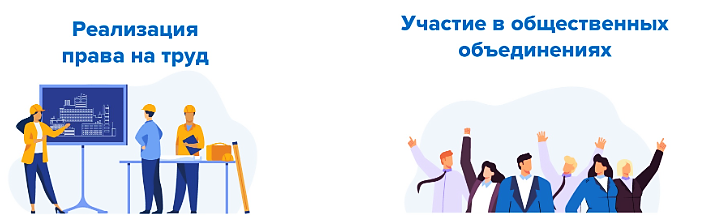 Реализация
права на труд
Участие в общественных
объединениях